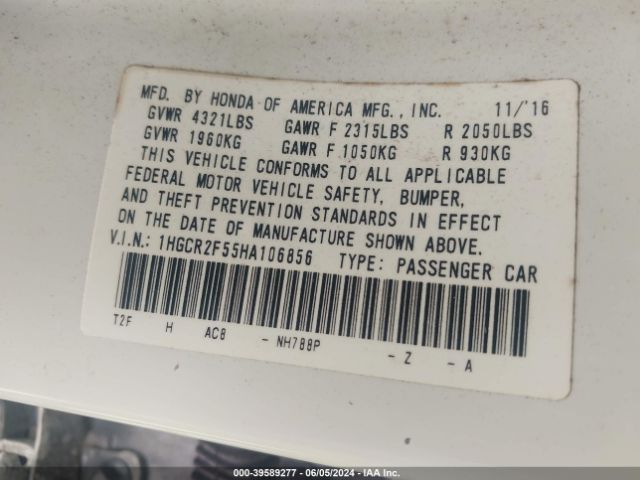 MFD. BY HONDA OF AMERICA MFG., INC. 11/'16
GVWR 4321LBS GAWR F 2315LBS R 2050LBS
GVWR 1960KG GAWR F 1050KG R 930KG
THIS VEHICLE CONFORMS TO ALL APPLICABLE
FEDERAL MOTOR VEHICLE SAFETY, BUMPER,
AND THEFT PREVENTION STANDARDS IN EFFECT
ON THE DATE OF MANUFACTURE SHOWN ABOVE.
V.I.N.: 1HGCR2F55HA106856 TYPE: PASSENGER CAR
T2F H AC8 - NH788P - Z - A
000-39589277 - 06/05/2024 - IAA Inc.